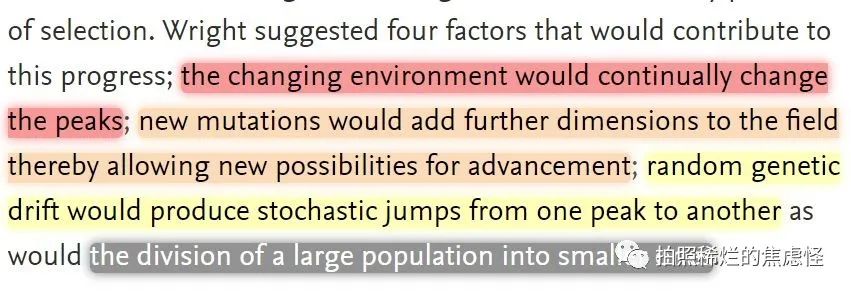 of selection. Wright suggested four factors that would contribute to
this progress; the changing environment would continually change
the peaks; new mutations would add further dimensions to the field
thereby allowing new possibilities for advancement; random genetic
drift would produce stochastic jumps from one peak to another as
would the division of a large population into small
拍照稀烂的焦虑怪